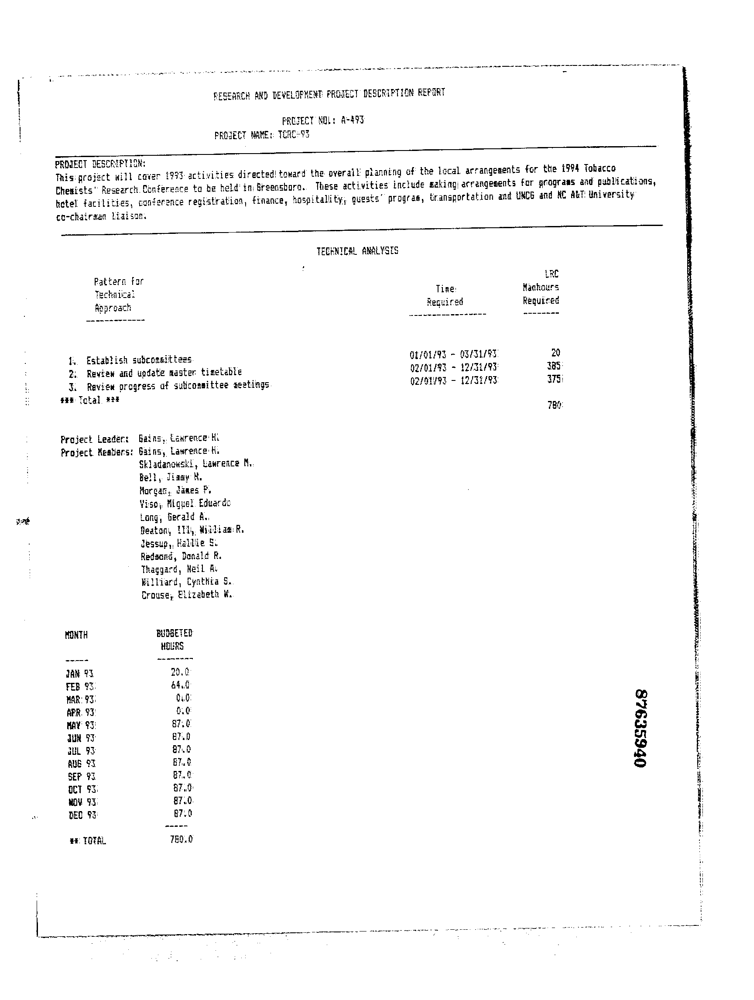 RESEARCH AND DEVELOPMENT PROJECT DESCRIPTION REPORT
PROJECT NO.: A-493
PROJECT NAME: TCRC-93
PROJECT DESCRIPTION:
This project will cover 1993 activities directed toward the overall planning of the local arrangements for the 1994 Tobacco
Chemists' Research Conference to be held in Greensboro. These activities include making arrangements for programs and publications,
hotel facilities, conference registration, finance, hospitality, guests' program, transportation and UNCG and NC A&T University
co-chairman liaison.
TECHNICAL ANALYSIS
Pattern for Technical Approach
Time Required
LRC Manhours Required
1. Establish subcommittees 01/01/93 - 03/31/93 20
2. Review and update master timetable 02/01/93 - 12/31/93 385
3. Review progress of subcommittee meetings 02/01/93 - 12/31/93 375
*** Total *** 780
Project Leader: Gains, Lawrence H.
Project Members: Gains, Lawrence H.
Skladanowski, Lawrence M.
Bell, Jimmy H.
Morgan, James P.
Viso, Miguel Eduardo
Long, Gerald A.
Deaton, III, William R.
Jessup, Hallie S.
Redmond, Donald R.
Thaggard, Neil A.
Williard, Cynthia S.
Crouse, Elizabeth W.
MONTH BUDGETED HOURS
JAN 93 20.0
FEB 93 64.0
MAR 93 0.0
APR 93 0.0
MAY 93 87.0
JUN 93 87.0
JUL 93 87.0
AUG 93 87.0
SEP 93 87.0
OCT 93 87.0
NOV 93 87.0
DEC 93 87.0
** TOTAL 780.0
87635940